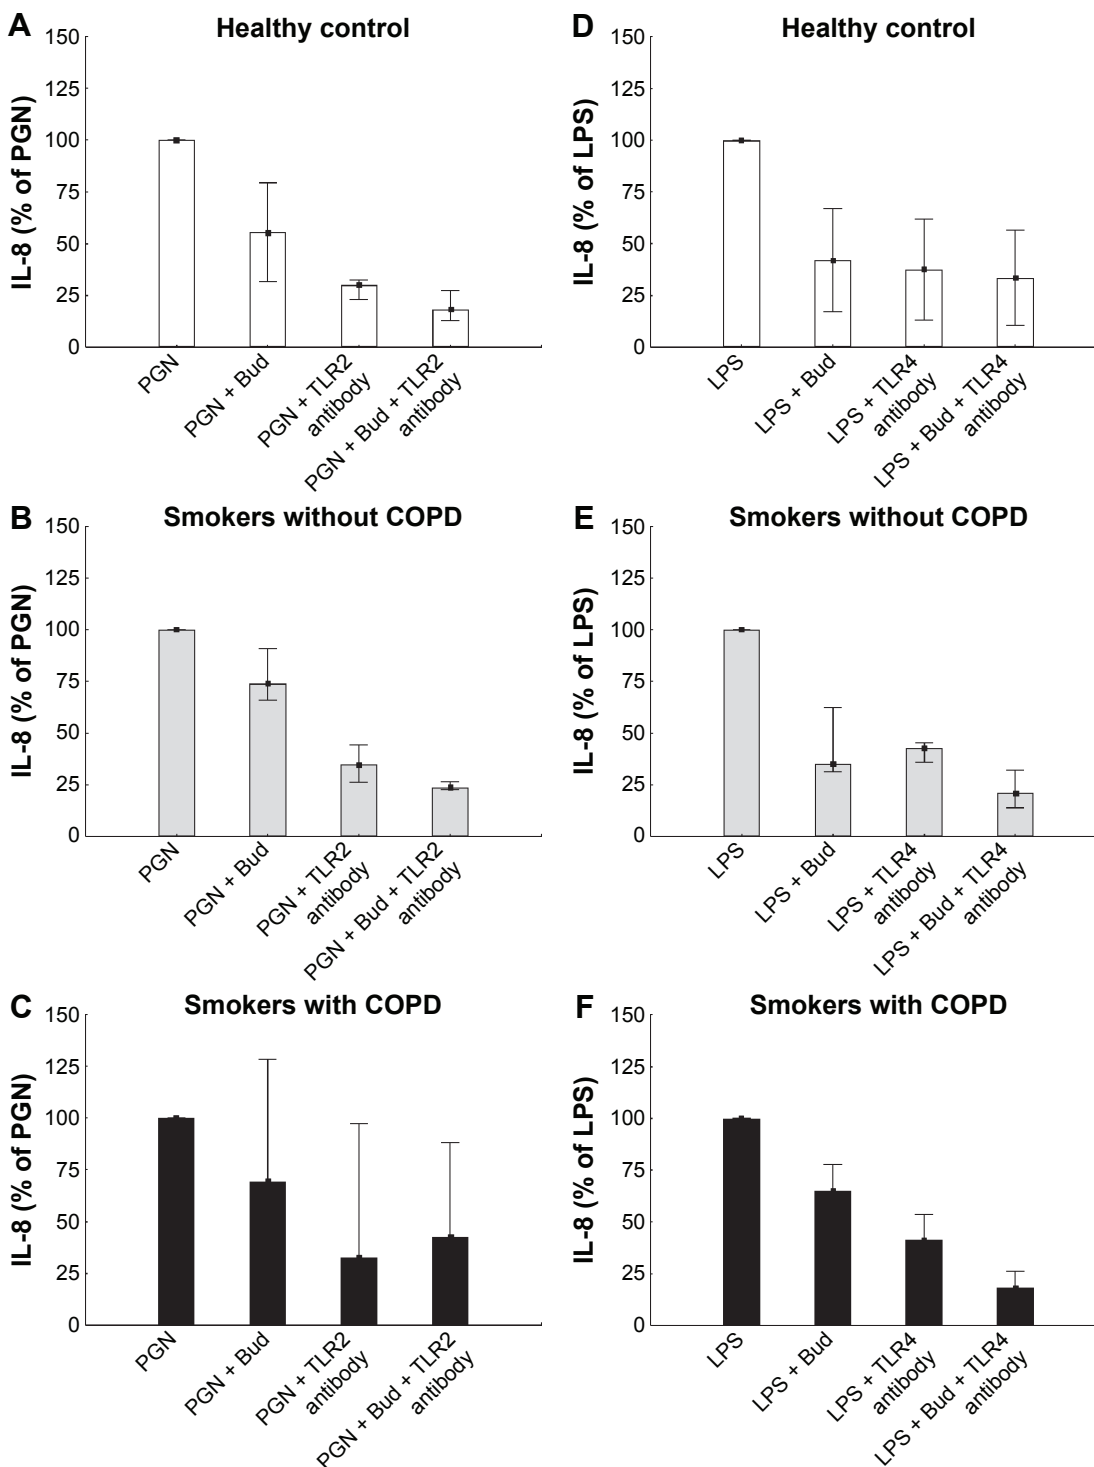 A
Healthy control
IL-8 (% of PGN)
150
125
100
75
50
25
0
PGN
PGN + Bud
PGN + TLR2
antibody
PGN + Bud + TLR2
antibody
D
Healthy control
IL-8 (% of LPS)
150
125
100
75
50
25
0
LPS
LPS + Bud
LPS + TLR4
antibody
LPS + Bud + TLR4
antibody
B
Smokers without COPD
IL-8 (% of PGN)
150
125
100
75
50
25
0
PGN
PGN + Bud
PGN + TLR2
antibody
PGN + Bud + TLR2
antibody
E
Smokers without COPD
IL-8 (% of LPS)
150
125
100
75
50
25
0
LPS
LPS + Bud
LPS + TLR4
antibody
LPS + Bud + TLR4
antibody
C
Smokers with COPD
IL-8 (% of PGN)
150
125
100
75
50
25
0
PGN
PGN + Bud
PGN + TLR2
antibody
PGN + Bud + TLR2
antibody
F
Smokers with COPD
IL-8 (% of LPS)
150
125
100
75
50
25
0
LPS
LPS + Bud
LPS + TLR4
antibody
LPS + Bud + TLR4
antibody